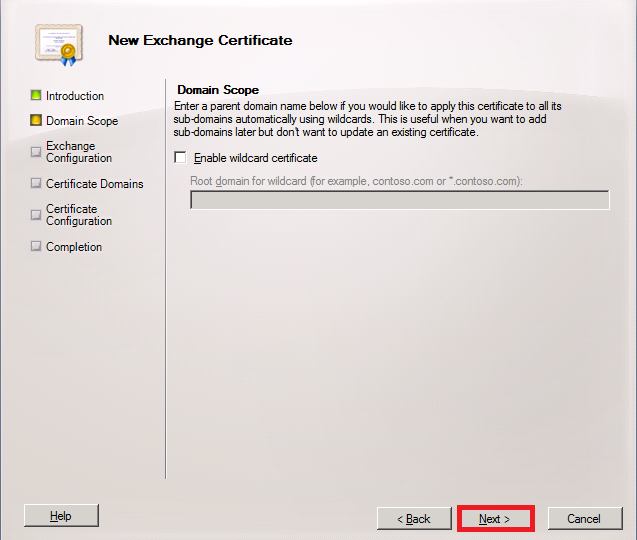 New Exchange Certificate
Introduction
Domain Scope
Exchange
Configuration
Certificate Domains
Certificate
Configuration
Completion
Domain Scope
Enter a parent domain name below if you would like to apply this certificate to all its
sub-domains automatically using wildcards. This is useful when you want to add
sub-domains later but don't want to update an existing certificate.
Enable wildcard certificate
Root domain for wildcard (for example, contoso.com or *.contoso.com):
Help
< Back
Next >
Cancel